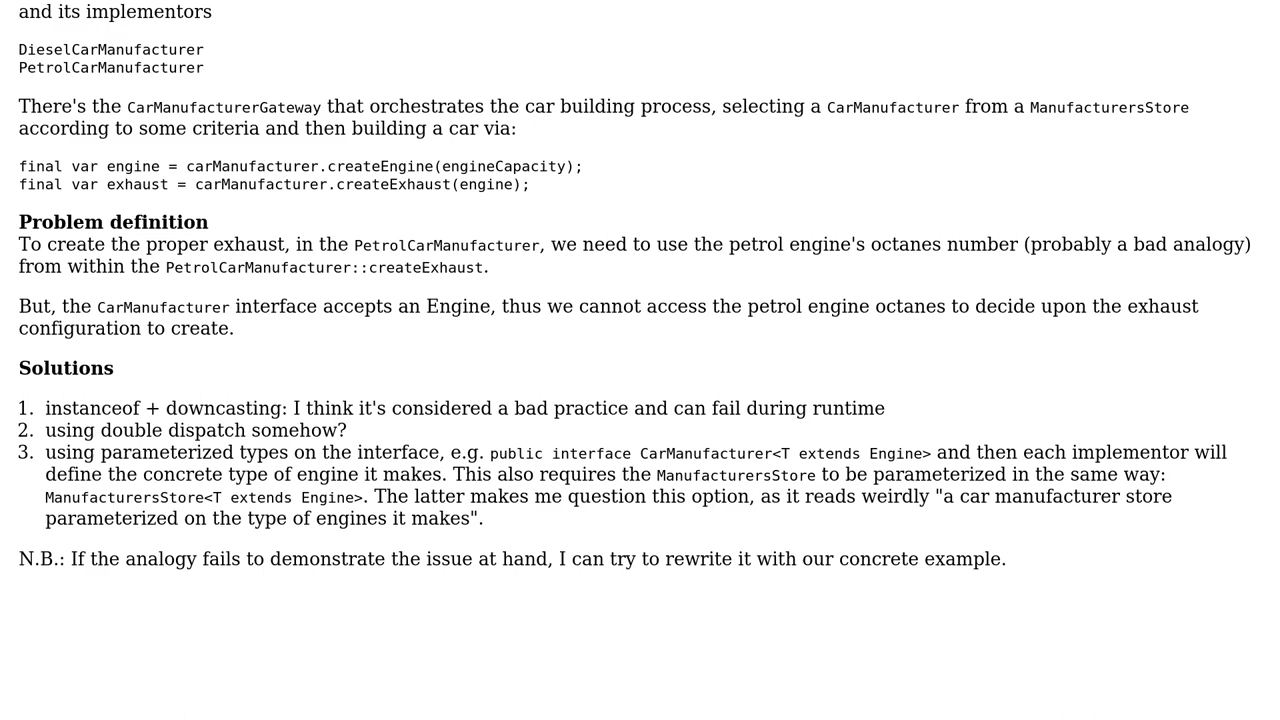 and its implementors
DieselCarManufacturer
PetrolCarManufacturer
There's the CarManufacturerGateway that orchestrates the car building process, selecting a CarManufacturer from a ManufacturersStore
according to some criteria and then building a car via:
final var engine = carManufacturer.createEngine(engineCapacity);
final var exhaust = carManufacturer.createExhaust(engine);
Problem definition
To create the proper exhaust, in the PetrolCarManufacturer, we need to use the petrol engine's octanes number (probably a bad analogy)
from within the PetrolCarManufacturer::createExhaust.
But, the CarManufacturer interface accepts an Engine, thus we cannot access the petrol engine octanes to decide upon the exhaust
configuration to create.
Solutions
1. instanceof + downcasting: I think it's considered a bad practice and can fail during runtime
2. using double dispatch somehow?
3. using parameterized types on the interface, e.g. public interface CarManufacturer<T extends Engine> and then each implementor will
define the concrete type of engine it makes. This also requires the ManufacturersStore to be parameterized in the same way:
ManufacturersStore<T extends Engine>. The latter makes me question this option, as it reads weirdly "a car manufacturer store
parameterized on the type of engines it makes".
N.B.: If the analogy fails to demonstrate the issue at hand, I can try to rewrite it with our concrete example.